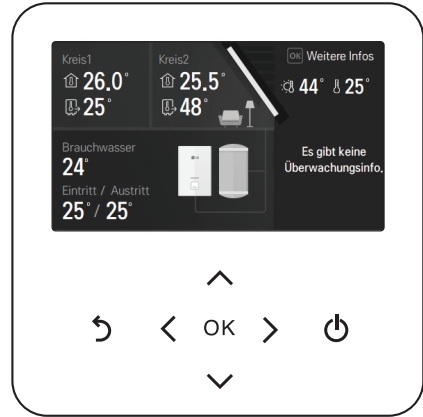 Kreis1
26.0°
25°
Kreis2
25.5°
48°
OK Weitere Infos
44° 25°
Brauchwasser
24°
Eintritt / Austritt
25° / 25°
Es gibt keine
Überwachungsinfo.
LG
OK